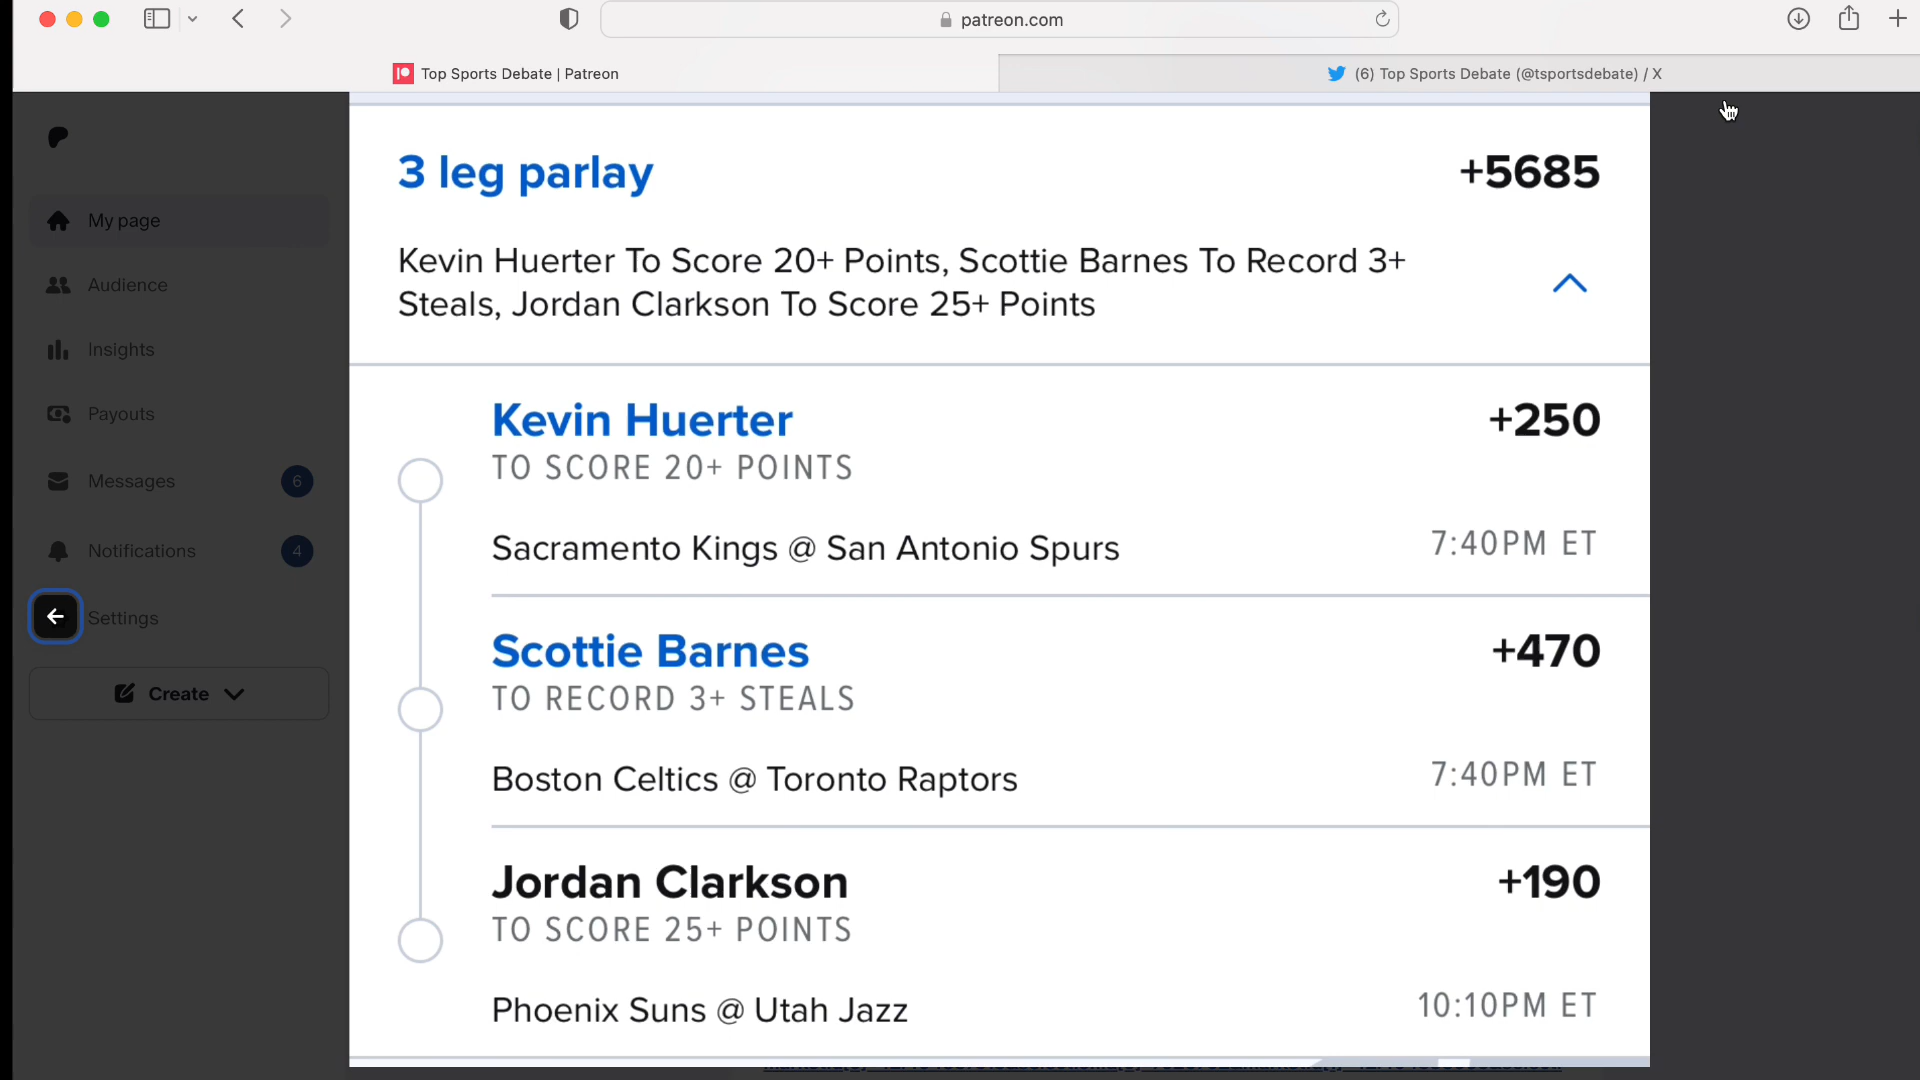 patreon.com
Top Sports Debate | Patreon
(6) Top Sports Debate (@tsportsdebate) / X
My page
Audience
Insights
Payouts
Messages 6
Notifications 4
Settings
Create
3 leg parlay +5685
Kevin Huerter To Score 20+ Points, Scottie Barnes To Record 3+
Steals, Jordan Clarkson To Score 25+ Points
Kevin Huerter +250
TO SCORE 20+ POINTS
Sacramento Kings @ San Antonio Spurs 7:40PM ET
Scottie Barnes +470
TO RECORD 3+ STEALS
Boston Celtics @ Toronto Raptors 7:40PM ET
Jordan Clarkson +190
TO SCORE 25+ POINTS
Phoenix Suns @ Utah Jazz 10:10PM ET